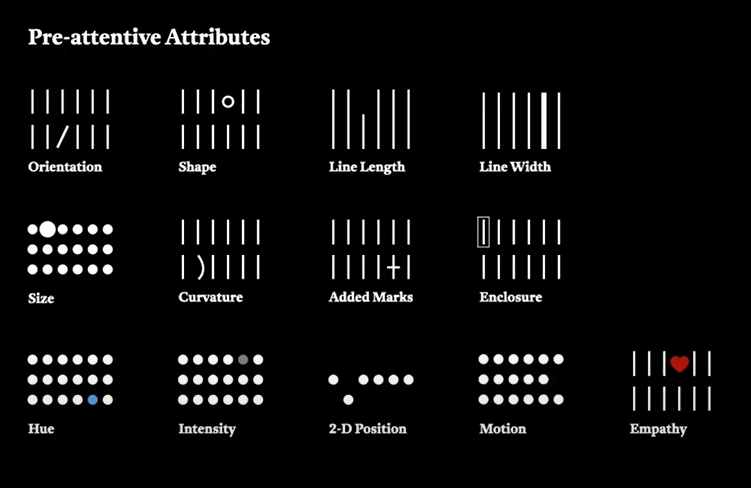 Pre-attentive Attributes
Orientation
Shape
Line Length
Line Width
Size
Curvature
Added Marks
Enclosure
Hue
Intensity
2-D Position
Motion
Empathy